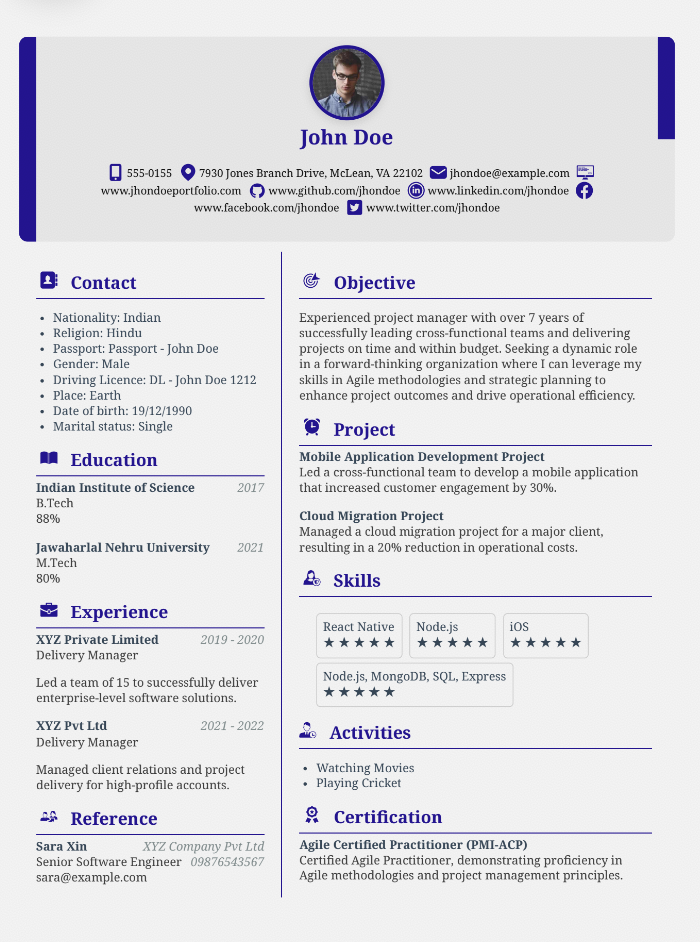 John Doe
555-0155 7930 Jones Branch Drive, McLean, VA 22102 jhondoe@example.com
www.jhondoeportfolio.com www.github.com/jhondoe www.linkedin.com/jhondoe
www.facebook.com/jhondoe www.twitter.com/jhondoe
Contact
• Nationality: Indian
• Religion: Hindu
• Passport: Passport - John Doe
• Gender: Male
• Driving Licence: DL - John Doe 1212
• Place: Earth
• Date of birth: 19/12/1990
• Marital status: Single
Education
Indian Institute of Science 2017
B.Tech
88%
Jawaharlal Nehru University 2021
M.Tech
80%
Experience
XYZ Private Limited 2019 - 2020
Delivery Manager
Led a team of 15 to successfully deliver
enterprise-level software solutions.
XYZ Pvt Ltd 2021 - 2022
Delivery Manager
Managed client relations and project
delivery for high-profile accounts.
Reference
Sara Xin XYZ Company Pvt Ltd
Senior Software Engineer 09876543567
sara@example.com
Objective
Experienced project manager with over 7 years of
successfully leading cross-functional teams and delivering
projects on time and within budget. Seeking a dynamic role
in a forward-thinking organization where I can leverage my
skills in Agile methodologies and strategic planning to
enhance project outcomes and drive operational efficiency.
Project
Mobile Application Development Project
Led a cross-functional team to develop a mobile application
that increased customer engagement by 30%.
Cloud Migration Project
Managed a cloud migration project for a major client,
resulting in a 20% reduction in operational costs.
Skills
React Native Node.js iOS
★★★★★ ★★★★★ ★★★★★
Node.js, MongoDB, SQL, Express
★★★★★
Activities
• Watching Movies
• Playing Cricket
Certification
Agile Certified Practitioner (PMI-ACP)
Certified Agile Practitioner, demonstrating proficiency in
Agile methodologies and project management principles.